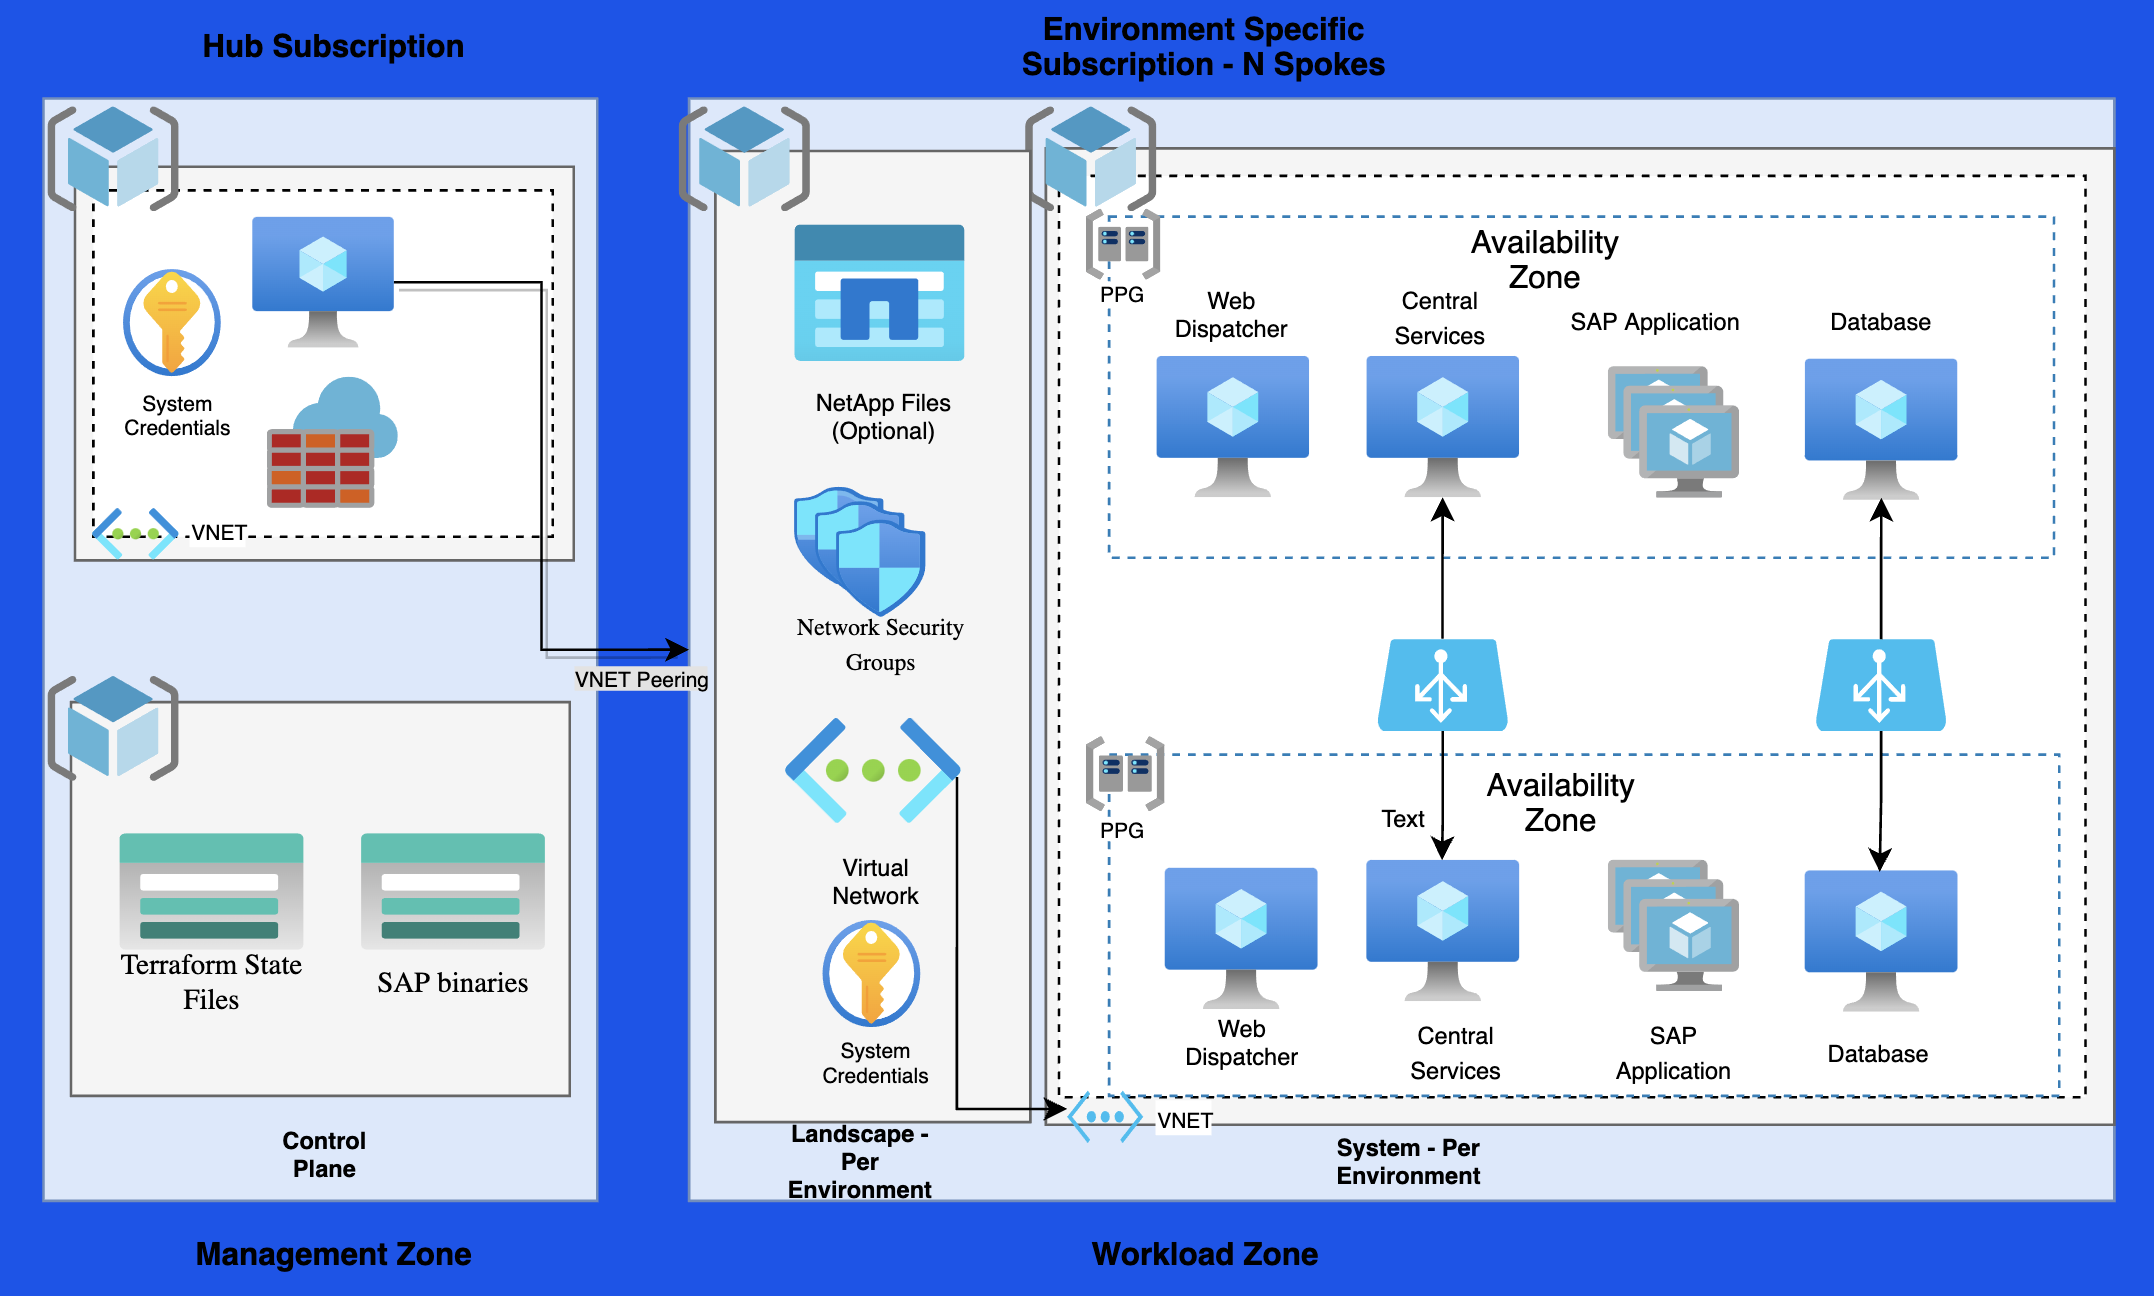 Hub Subscription
Environment Specific
Subscription - N Spokes
System
Credentials
VNET
VNET Peering
Terraform State
Files
SAP binaries
Control
Plane
Management Zone
NetApp Files
(Optional)
Network Security
Groups
Virtual
Network
System
Credentials
Landscape -
Per
Environment
PPG
Availability
Zone
Web
Dispatcher
Central
Services
SAP Application
Database
PPG
Availability
Zone
Text
Web
Dispatcher
Central
Services
SAP
Application
Database
VNET
System - Per
Environment
Workload Zone